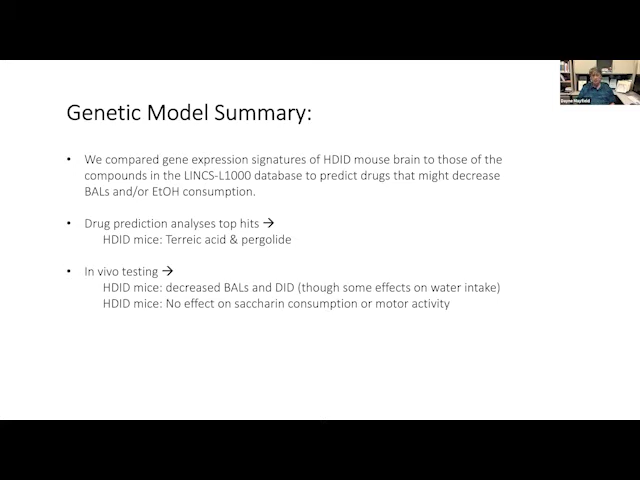 Genetic Model Summary:
• We compared gene expression signatures of HDID mouse brain to those of the
compounds in the LINCS-L1000 database to predict drugs that might decrease
BALs and/or EtOH consumption.
• Drug prediction analyses top hits →
HDID mice: Terreic acid & pergolide
• In vivo testing →
HDID mice: decreased BALs and DID (though some effects on water intake)
HDID mice: No effect on saccharin consumption or motor activity
Dayne Mayfield